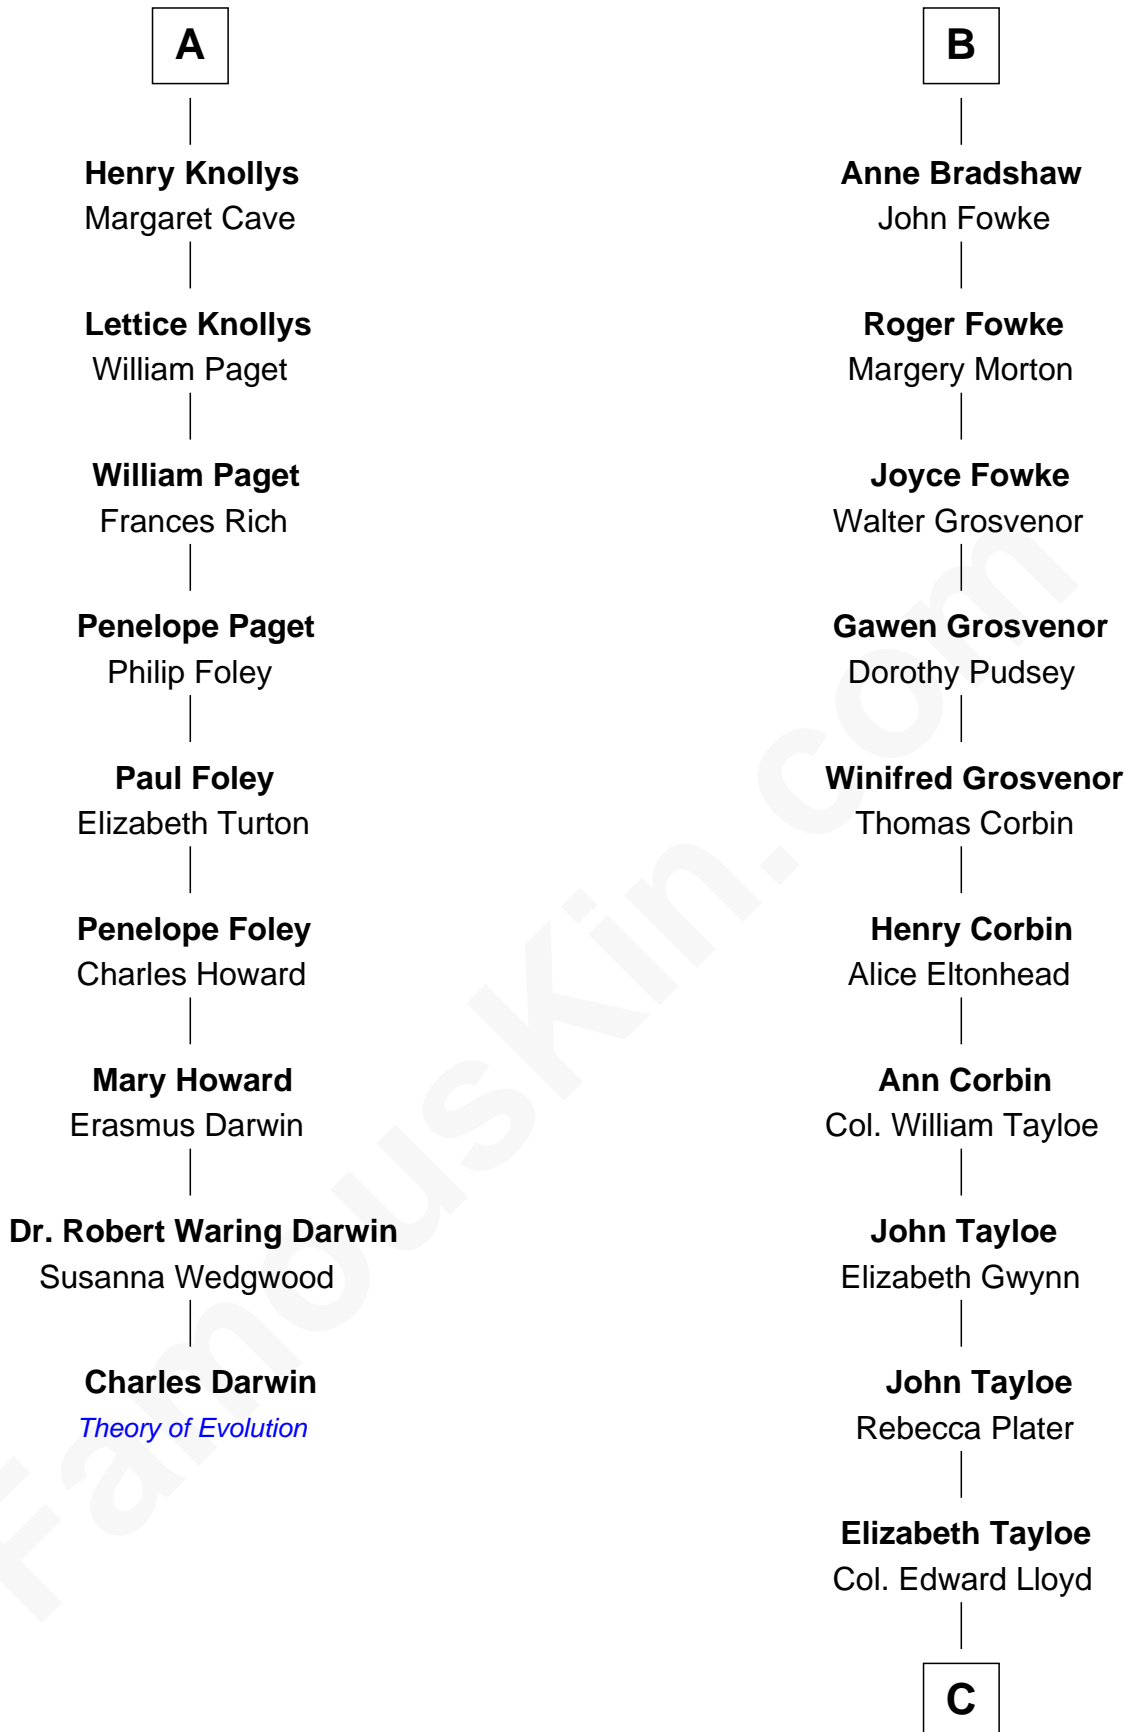 A
Henry Knollys
Margaret Cave
Lettice Knollys
William Paget
William Paget
Frances Rich
Penelope Paget
Philip Foley
Paul Foley
Elizabeth Turton
Penelope Foley
Charles Howard
Mary Howard
Erasmus Darwin
Dr. Robert Waring Darwin
Susanna Wedgwood
Charles Darwin
Theory of Evolution
B
Anne Bradshaw
John Fowke
Roger Fowke
Margery Morton
Joyce Fowke
Walter Grosvenor
Gawen Grosvenor
Dorothy Pudsey
Winifred Grosvenor
Thomas Corbin
Henry Corbin
Alice Eltonhead
Ann Corbin
Col. William Tayloe
John Tayloe
Elizabeth Gwynn
John Tayloe
Rebecca Plater
Elizabeth Tayloe
Col. Edward Lloyd
C
FamousKin.com